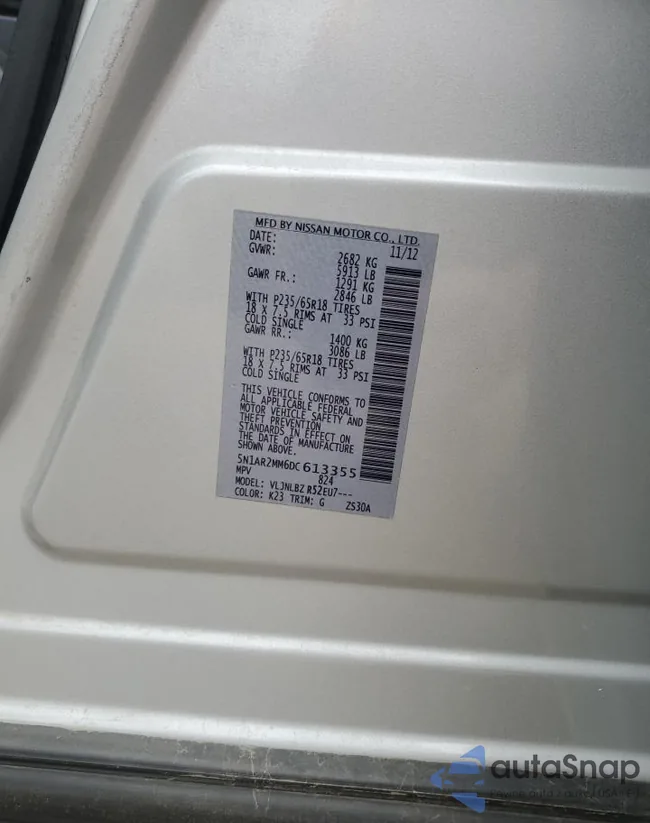 MFD BY NISSAN MOTOR CO., LTD.
DATE: 11/12
GVWR: 2682 KG
5913 LB
GAWR FR.: 1291 KG
2846 LB
WITH P235/65R18 TIRES
18 X 7.5 RIMS AT 33 PSI
COLD SINGLE
GAWR RR.: 1400 KG
3086 LB
WITH P235/65R18 TIRES
18 X 7.5 RIMS AT 33 PSI
COLD SINGLE
THIS VEHICLE CONFORMS TO
ALL APPLICABLE FEDERAL
MOTOR VEHICLE SAFETY AND
THEFT PREVENTION
STANDARDS IN EFFECT ON
THE DATE OF MANUFACTURE
SHOWN ABOVE.
5N1AR2MM6DC613355
MPV 824
MODEL: VLJNLBZ R52EU7---
COLOR: K23 TRIM: G ZS30A
autaSnap